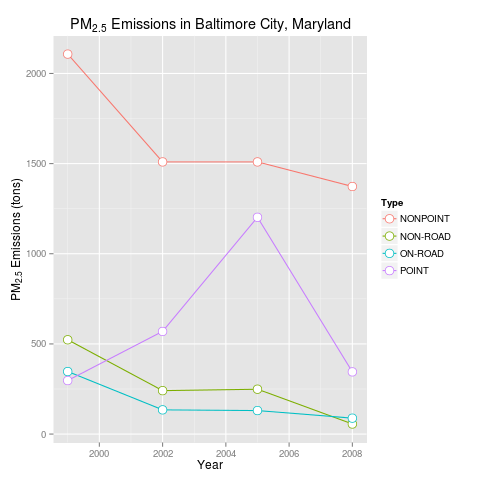 PM2.5 Emissions in Baltimore City, Maryland
PM2.5 Emissions (tons)
2000
1500
1000
500
0
2000 2002 2004 2006 2008
Year
Type
NONPOINT
NON-ROAD
ON-ROAD
POINT